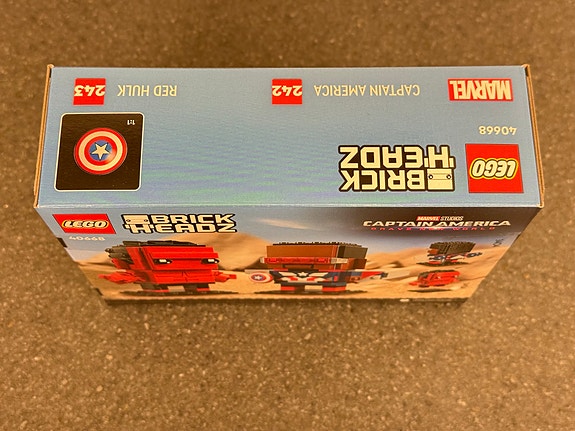 LEGO
BRICK
HEADZ
40668
MARVEL
CAPTAIN AMERICA
242
RED HULK
243
1:1
LEGO
BRICK
HEADZ
40668
MARVEL STUDIOS
CAPTAIN AMERICA
BRAVE NEW WORLD